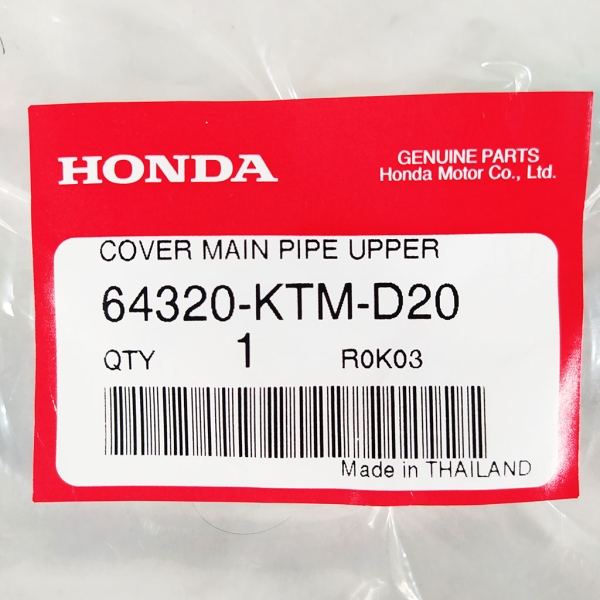 HONDA
GENUINE PARTS
Honda Motor Co., Ltd.
COVER MAIN PIPE UPPER
64320-KTM-D20
QTY 1 R0K03
Made in THAILAND